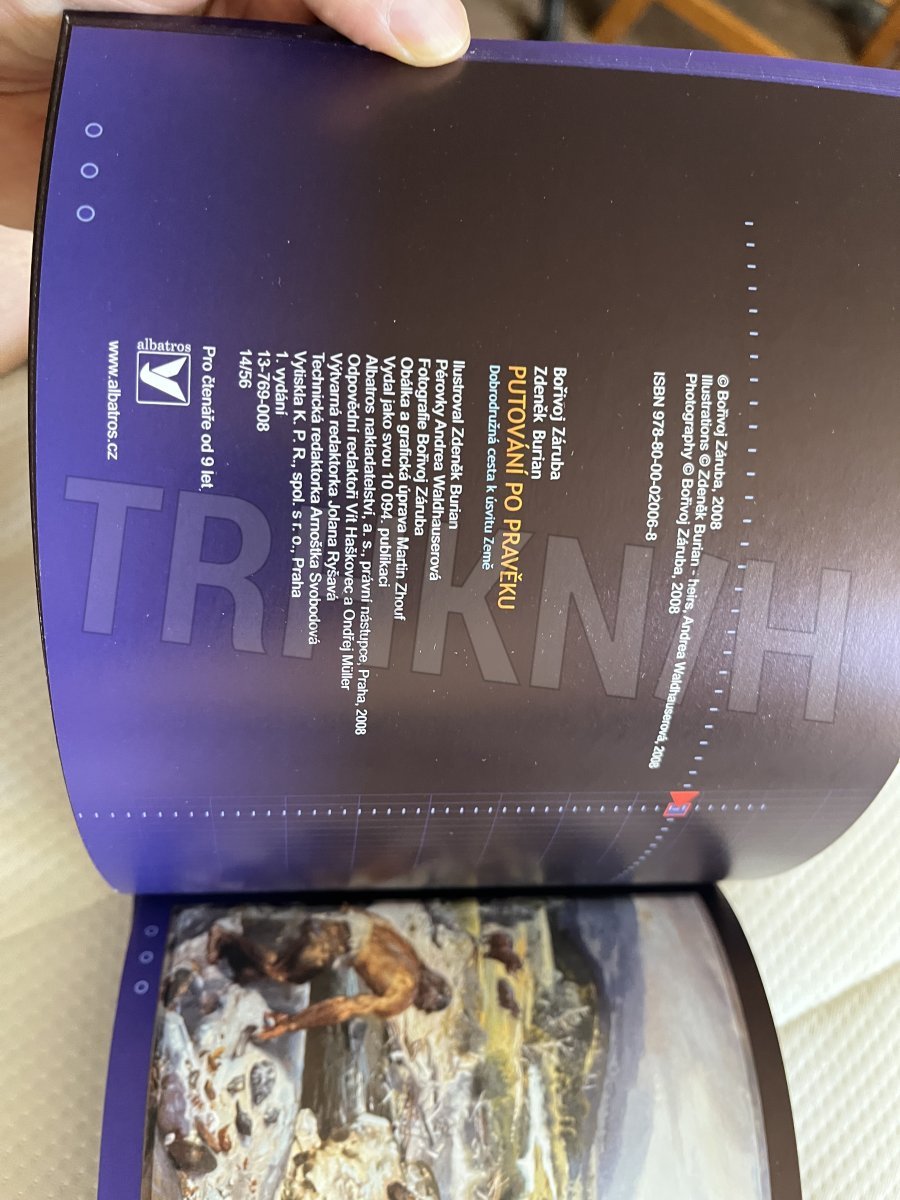 © Bořivoj Záruba, 2008
Illustrations © Zdeněk Burian - heirs, Andrea Waldhauserová, 2008
Photography © Bořivoj Záruba, 2008
ISBN 978-80-00-02006-8
Bořivoj Záruba
Zdeněk Burian
PUTOVÁNÍ PO PRAVĚKU
Dobrodružná cesta k úsvitu Země
Ilustroval Zdeněk Burian
Pérovky Andrea Waldhauserová
Fotografie Bořivoj Záruba
Obálka a grafická úprava Martin Zhouf
Vydal jako svou 10 094. publikaci
Albatros nakladatelství, a. s., právní nástupce, Praha, 2008
Odpovědní redaktoři Vít Haškovec a Ondřej Müller
Výtvarná redaktorka Jolana Ryšavá
Technická redaktorka Arnoštka Svobodová
Vytiskla K. P. R., spol. s r. o., Praha
1. vydání
13-769-008
14/56
Pro čtenáře od 9 let
albatros
www.albatros.cz